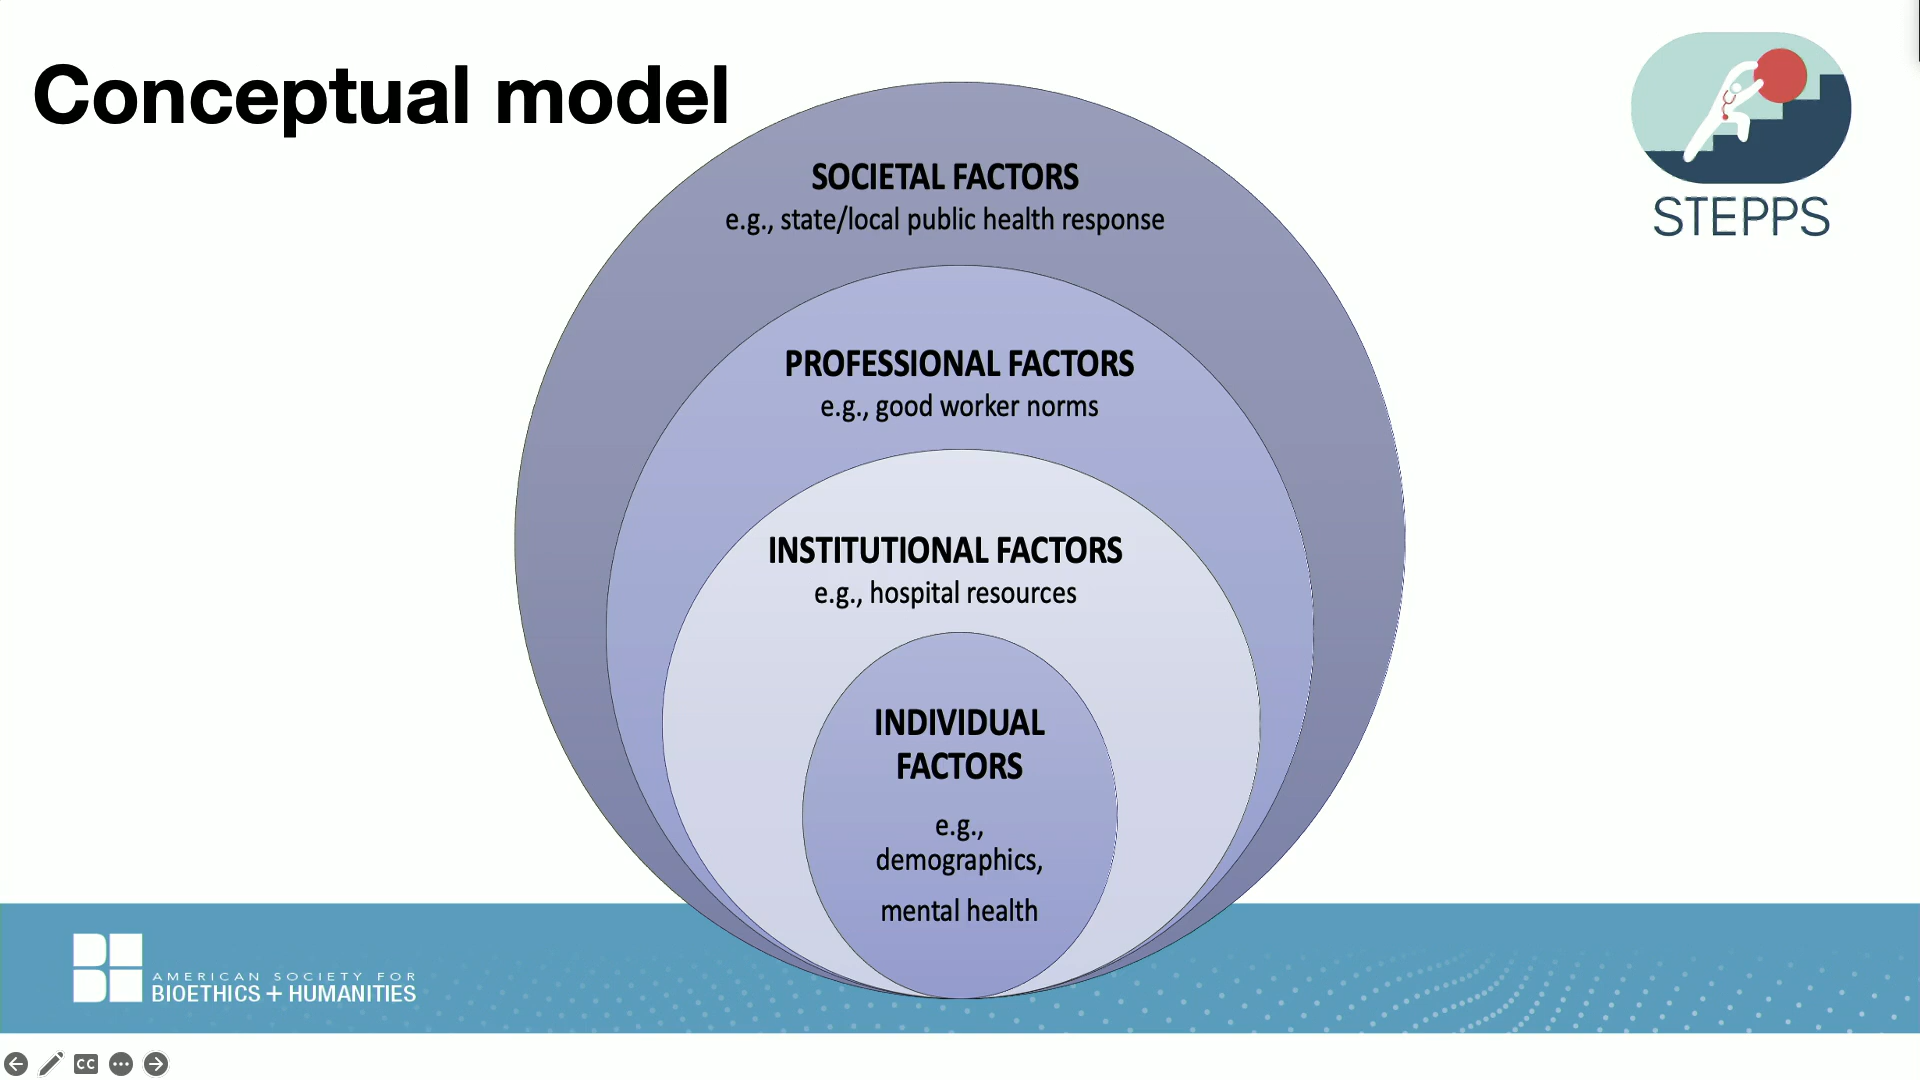 Conceptual model
STEPPS
SOCIETAL FACTORS
e.g., state/local public health response
PROFESSIONAL FACTORS
e.g., good worker norms
INSTITUTIONAL FACTORS
e.g., hospital resources
INDIVIDUAL
FACTORS
e.g.,
demographics,
mental health
AMERICAN SOCIETY FOR
BIOETHICS + HUMANITIES
CC